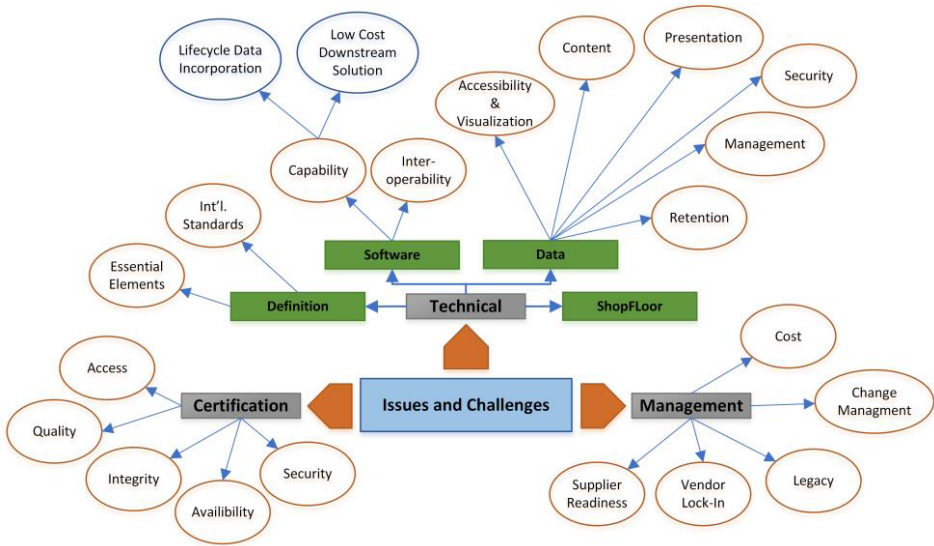 Lifecycle Data
Incorporation
Low Cost
Downstream
Solution
Content
Presentation
Accessibility
&
Visualization
Security
Management
Retention
Capability
Inter-
operability
Int'l.
Standards
Essential
Elements
Software
Data
Definition
Technical
ShopFLoor
Access
Quality
Integrity
Availibility
Security
Certification
Issues and Challenges
Management
Cost
Change
Managment
Legacy
Vendor
Lock-In
Supplier
Readiness